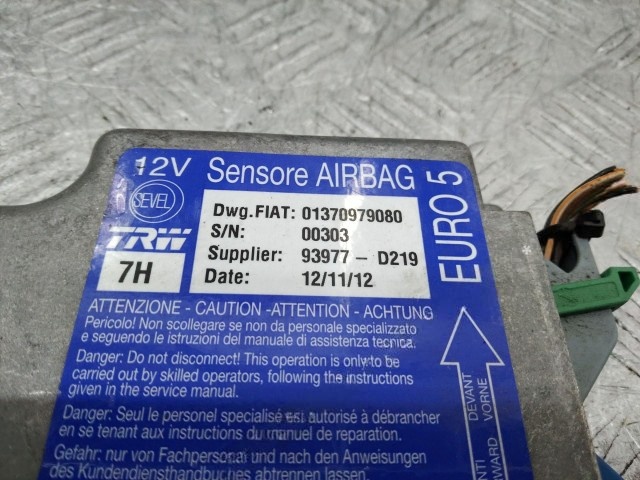 12V Sensore AIRBAG
SEVEL
TRW
7H
Dwg.FIAT: 01370979080
S/N: 00303
Supplier: 93977 - D219
Date: 12/11/12
EURO 5
ATTENZIONE - CAUTION -ATTENTION - ACHTUNG
Pericolo! Non scollegare se non da personale specializzato
e seguendo le istruzioni del manuale di assistenza tecnica.
Danger: Do not disconnect! This operation is only to be
carried out by skilled operators, following the instructions
given in the service manual.
Danger: Seul le personel specialisé est autorisé à débrancher
en se tenant aux instructions du manuel de reparation.
Gefahr: nur von Fachpersonal und nach den Anweisungen
des Kundendiensthandbuches abtrennen lassen.
DEVANT
VORNE